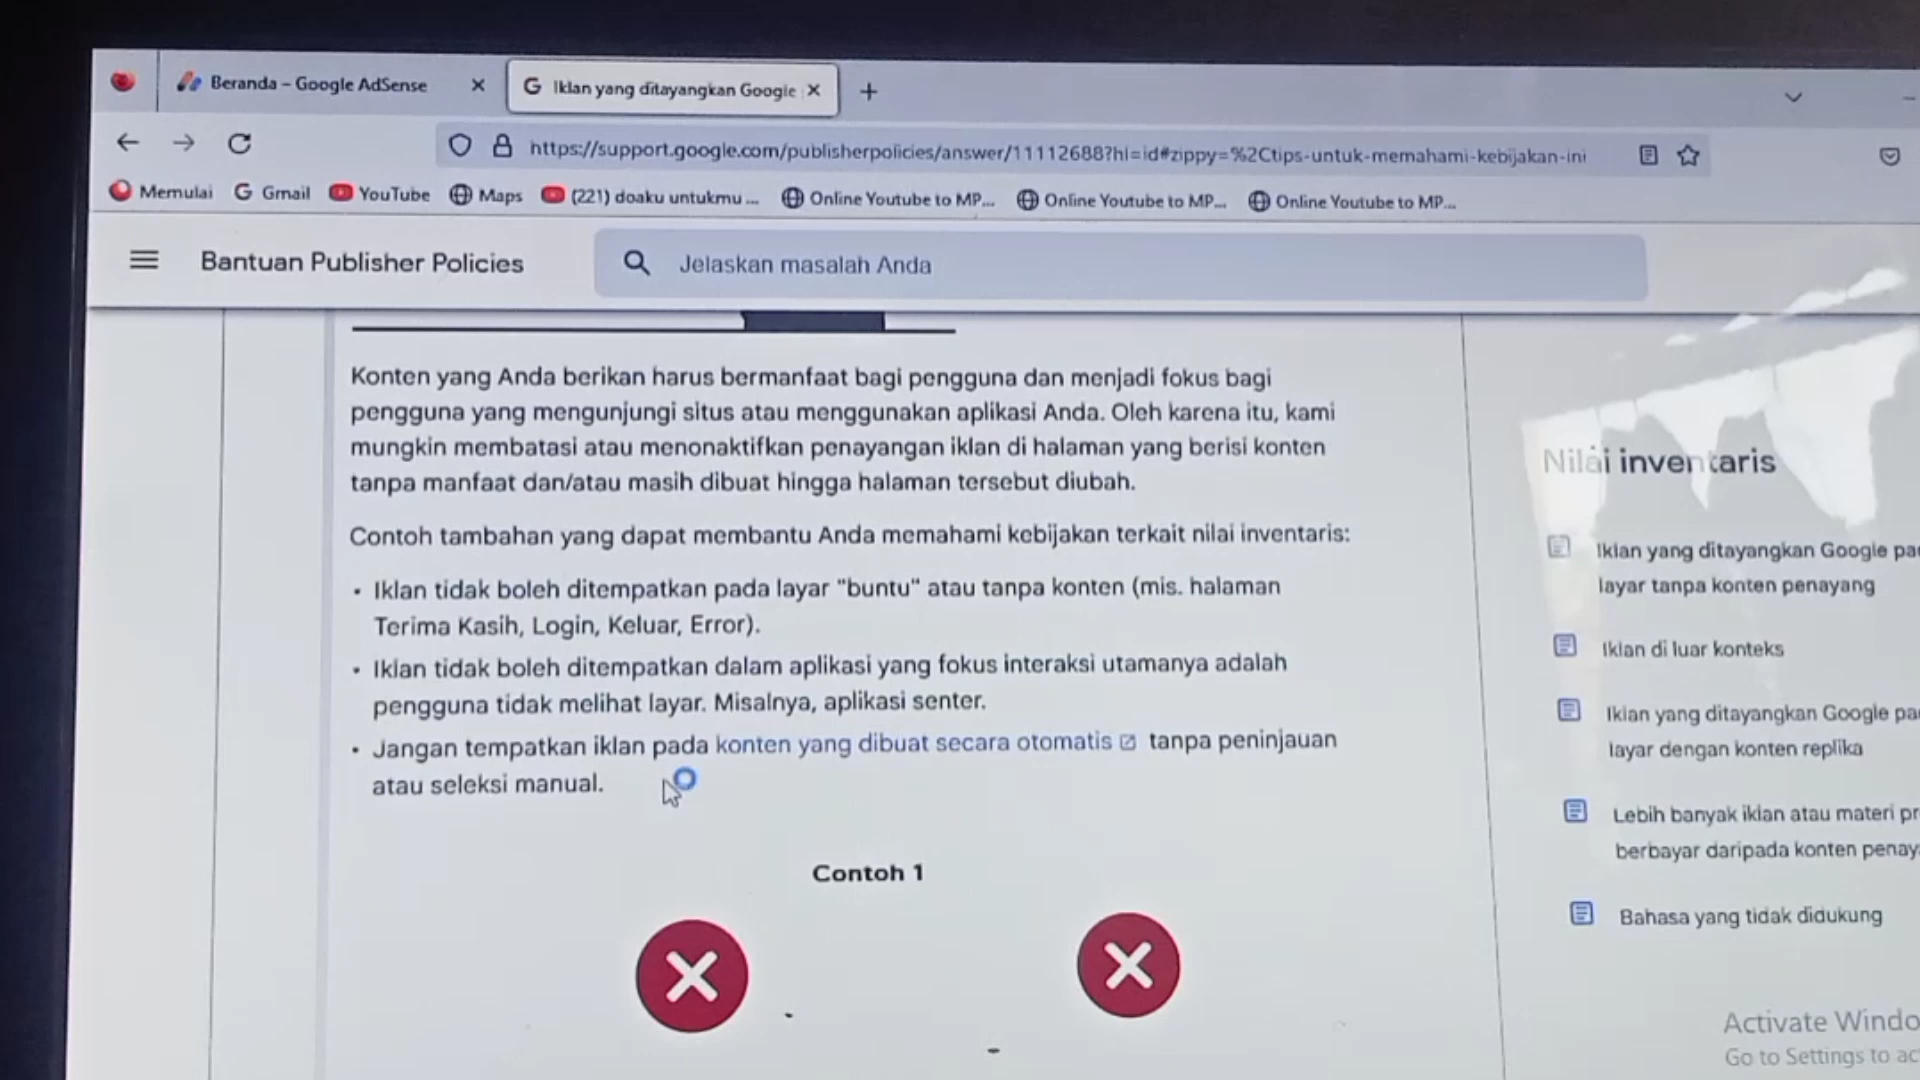 Beranda – Google AdSense
Iklan yang ditayangkan Google
https://support.google.com/publisherpolicies/answer/11112688?hl=id#zippy=%2Ctips-untuk-memahami-kebijakan-ini
Memulai Gmail YouTube Maps (221) doaku untukmu ... Online Youtube to MP... Online Youtube to MP... Online Youtube to MP...
Bantuan Publisher Policies
Jelaskan masalah Anda
Konten yang Anda berikan harus bermanfaat bagi pengguna dan menjadi fokus bagi
pengguna yang mengunjungi situs atau menggunakan aplikasi Anda. Oleh karena itu, kami
mungkin membatasi atau menonaktifkan penayangan iklan di halaman yang berisi konten
tanpa manfaat dan/atau masih dibuat hingga halaman tersebut diubah.
Contoh tambahan yang dapat membantu Anda memahami kebijakan terkait nilai inventaris:
• Iklan tidak boleh ditempatkan pada layar "buntu" atau tanpa konten (mis. halaman
Terima Kasih, Login, Keluar, Error).
• Iklan tidak boleh ditempatkan dalam aplikasi yang fokus interaksi utamanya adalah
pengguna tidak melihat layar. Misalnya, aplikasi senter.
• Jangan tempatkan iklan pada konten yang dibuat secara otomatis tanpa peninjauan
atau seleksi manual.
Contoh 1
Nilai inventaris
Iklan yang ditayangkan Google
layar tanpa konten penayang
Iklan di luar konteks
Iklan yang ditayangkan Google
layar dengan konten replika
Lebih banyak iklan atau materi
berbayar daripada konten
Bahasa yang tidak didukung
Activate
Go to Settings to